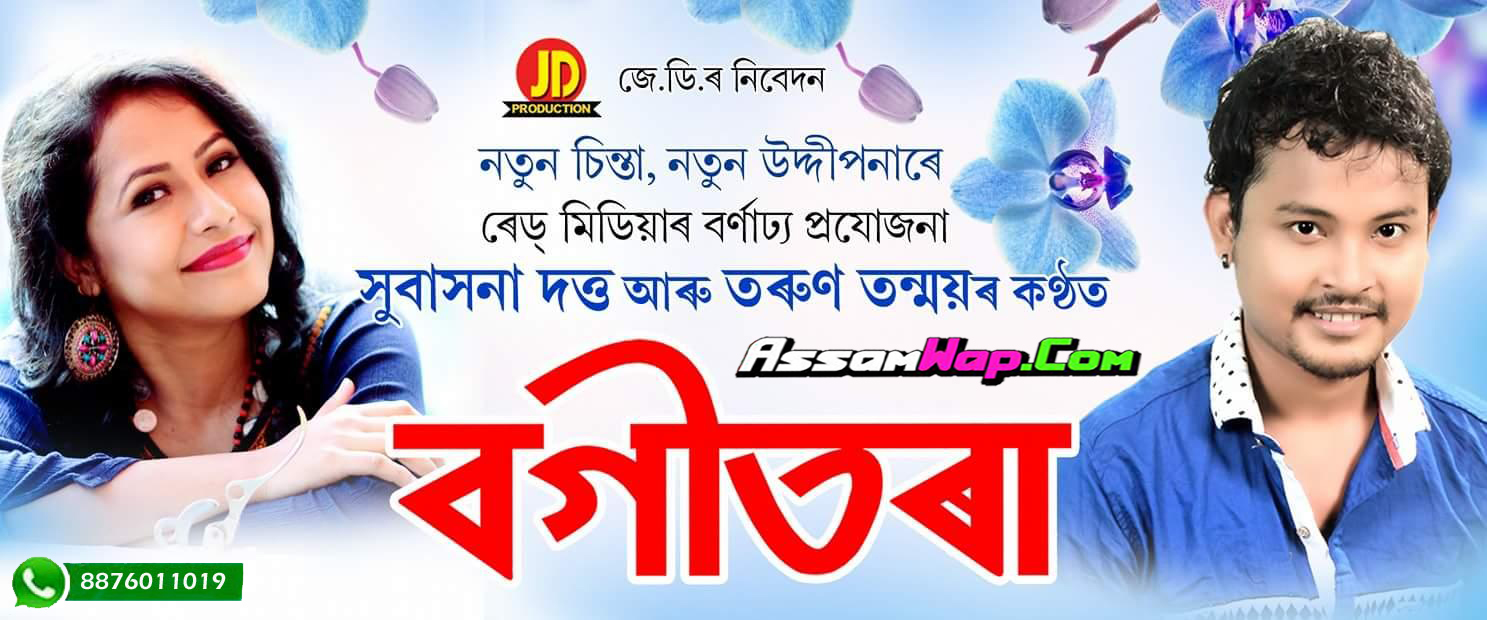 JD
PRODUCTION
জে.ডি.ৰ নিবেদন
নতুন চিন্তা, নতুন উদ্দীপনাৰে
ৰেড্ মিডিয়াৰ বৰ্ণাঢ্য প্ৰযোজনা
সুবাসনা দত্ত আৰু তৰুণ তন্ময়ৰ কণ্ঠত
AssamWap.Com
বগীতৰা
8876011019